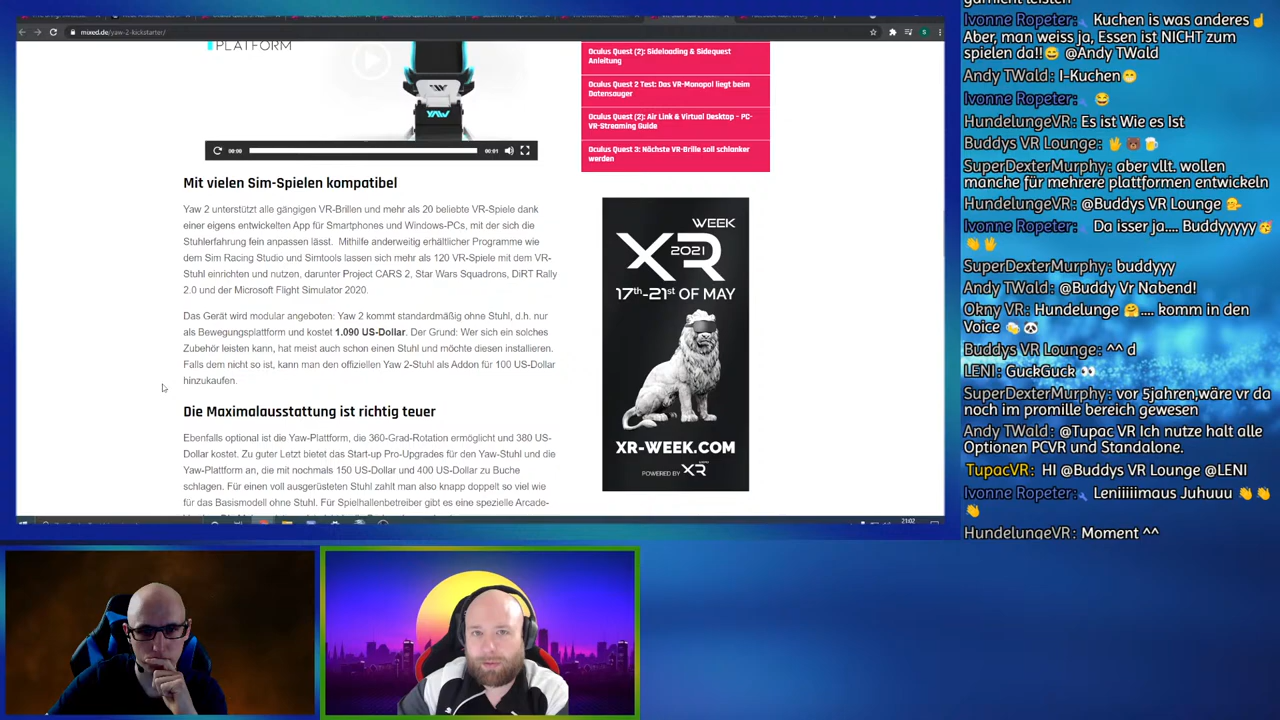 mixed.de/yaw-2-kickstarter/
PLATFORM
YAW
00:00
00:01
Mit vielen Sim-Spielen kompatibel
Yaw 2 unterstützt alle gängigen VR-Brillen und mehr als 20 beliebte VR-Spiele dank
einer eigens entwickelten App für Smartphones und Windows-PCs, mit der sich die
Stuhlerfahrung fein anpassen lässt. Mithilfe anderweitig erhältlicher Programme wie
dem Sim Racing Studio und Simtools lassen sich mehr als 120 VR-Spiele mit dem VR-
Stuhl einrichten und nutzen, darunter Project CARS 2, Star Wars Squadrons, DiRT Rally
2.0 und der Microsoft Flight Simulator 2020.
Das Gerät wird modular angeboten: Yaw 2 kommt standardmäßig ohne Stuhl, d.h. nur
als Bewegungsplattform und kostet 1.090 US-Dollar. Der Grund: Wer sich ein solches
Zubehör leisten kann, hat meist auch schon einen Stuhl und möchte diesen installieren.
Falls dem nicht so ist, kann man den offiziellen Yaw 2-Stuhl als Addon für 100 US-Dollar
hinzukaufen.
Die Maximalausstattung ist richtig teuer
Ebenfalls optional ist die Yaw-Plattform, die 360-Grad-Rotation ermöglicht und 380 US-
Dollar kostet. Zu guter Letzt bietet das Start-up Pro-Upgrades für den Yaw-Stuhl und die
Yaw-Plattform an, die mit nochmals 150 US-Dollar und 400 US-Dollar zu Buche
schlagen. Für einen voll ausgerüsteten Stuhl zahlt man also knapp doppelt so viel wie
für das Basismodell ohne Stuhl. Für Spielhallenbetreiber gibt es eine spezielle Arcade-
Oculus Quest (2): Sideloading & Sidequest
Anleitung
Oculus Quest 2 Test: Das VR-Monopol liegt beim
Datensauger
Oculus Quest (2): Air Link & Virtual Desktop – PC-
VR-Streaming Guide
Oculus Quest 3: Nächste VR-Brille soll schlanker
werden
WEEK
XR
2021
17th-21st OF MAY
XR-WEEK.COM
POWERED BY XR
21:02
garnicht leisten
Ivonne Ropeter: Kuchen is was anderes☝
Aber, man weiss ja, Essen ist NICHT zum
spielen da!!😅 @Andy TWald
Andy TWald: I-Kuchen😁
Ivonne Ropeter: 😂
HundelungeVR: Es ist Wie es Ist
Buddys VR Lounge: 🖖🐻🍺
SuperDexterMurphy: aber vllt. wollen
manche für mehrere plattformen entwickeln
HundelungeVR: @Buddys VR Lounge 🫡
Ivonne Ropeter: Da isser ja.... Buddyyyyy🥳
👋🖖
SuperDexterMurphy: buddyyy
Andy TWald: @Buddy Vr Nabend!
Okny VR: Hundelunge 🤗.... komm in den
Voice 👊🐼
Buddys VR Lounge: ^^ d
LENI: GuckGuck 👀
SuperDexterMurphy: vor 5jahren,wäre vr da
noch im promille bereich gewesen
Andy TWald: @Tupac VR Ich nutze halt alle
Optionen PCVR und Standalone.
TupacVR: HI @Buddys VR Lounge @LENI
Ivonne Ropeter: Leniiiiimaus Juhuuu 👋👋
👋
HundelungeVR: Moment ^^